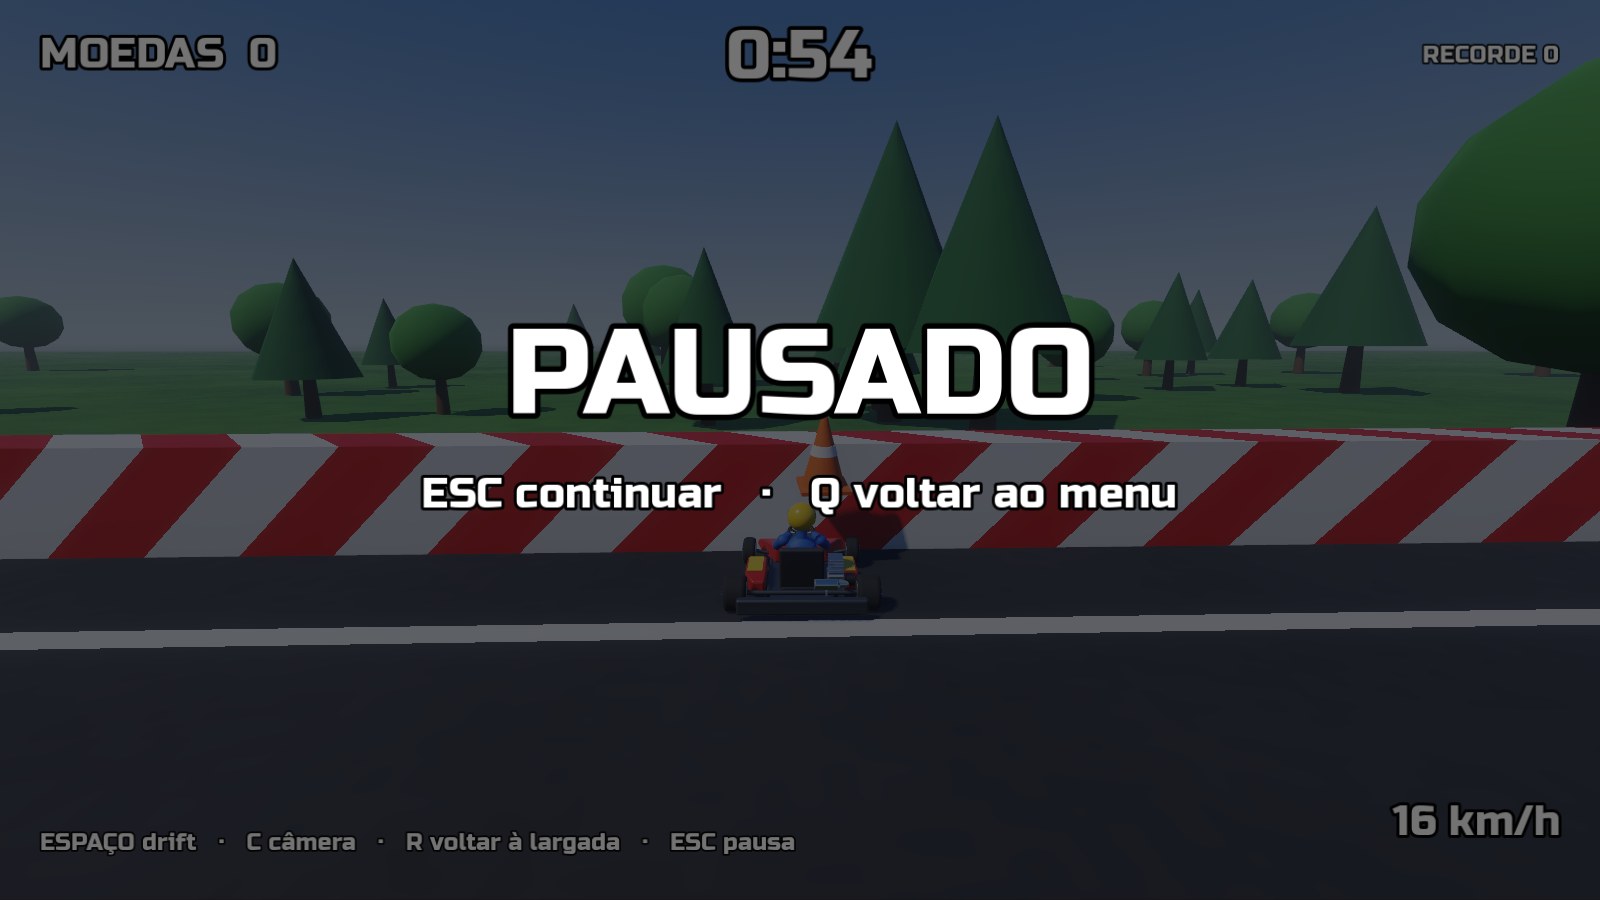 MOEDAS 0
0:54
RECORDE 0
PAUSADO
ESC continuar · Q voltar ao menu
16 km/h
ESPAÇO drift · C câmera · R voltar à largada · ESC pausa